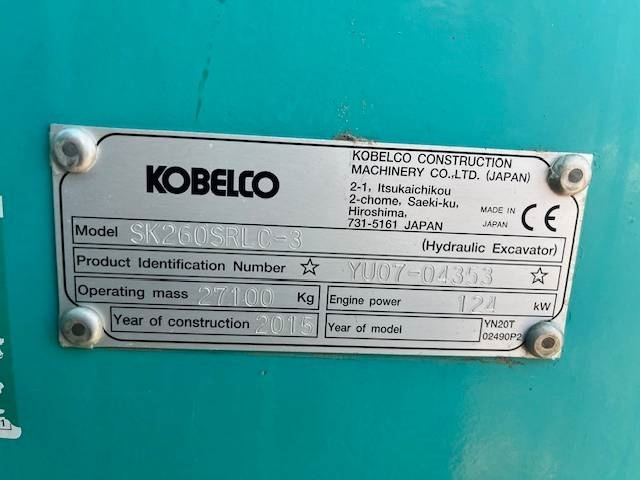 KOBELCO
KOBELCO CONSTRUCTION
MACHINERY CO.,LTD. (JAPAN)
2-1, Itsukaichikou
2-chome, Saeki-ku,
Hiroshima,
731-5161 JAPAN
MADE IN
JAPAN
CE
Model SK260SRLC-3 (Hydraulic Excavator)
Product Identification Number ☆ YU07-04353 ☆
Operating mass 27100 Kg
Engine power 124 kW
Year of construction 2015
Year of model
YN20T
02490P2